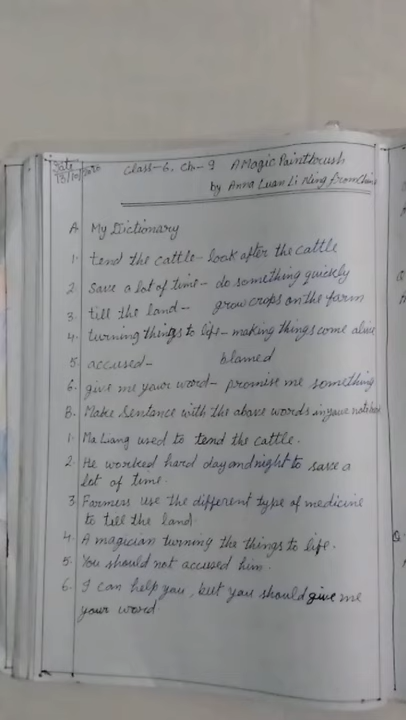 Date
Class-6. Ch-9 A Magic Paintbrush
by Anna Luan Li Ning from China
A. My Dictionary
1. tend the cattle- look after the cattle
2. Save a lot of time- do something quickly
3. till the land- grow crops on the farm
4. turning things to life- making things come alive
5. accused- blamed
6. give me your word- promise me something
B. Make Sentence with the above words in your notebook
1. Ma Liang used to tend the cattle.
2. He worked hard day and night to save a
lot of time.
3. Farmers use the different type of medicine
to till the land.
4. A magician turning the things to life.
5. You should not accused him.
6. I can help you, but you should give me
your word